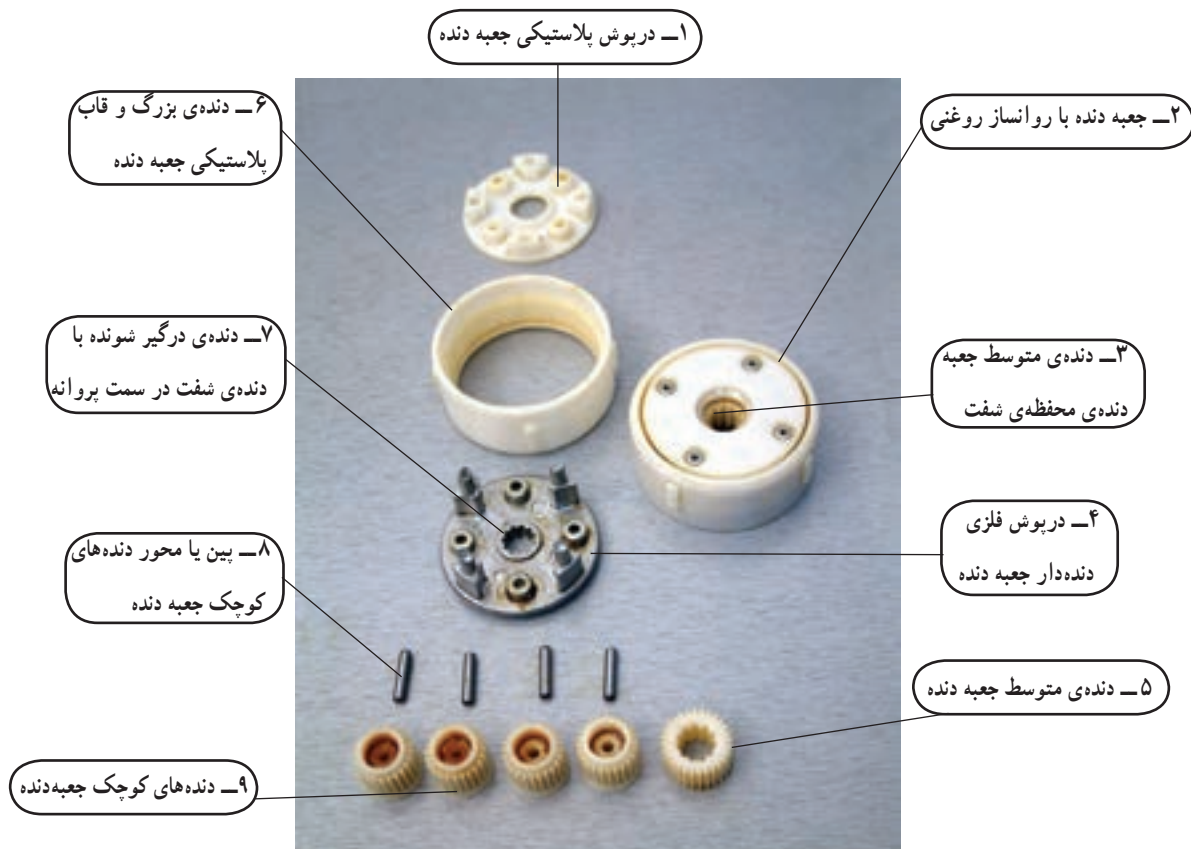 ۱ــ درپوش پلاستیکی جعبه دنده
۲ــ جعبه دنده با روانساز روغنی
۳ــ دنده‌ی متوسط جعبه
دنده‌ی محفظه‌ی شفت
۴ــ درپوش فلزی
دنده‌دار جعبه دنده
۵ــ دنده‌ی متوسط جعبه دنده
۶ــ دنده‌ی بزرگ و قاب
پلاستیکی جعبه دنده
۷ــ دنده‌ی درگیر شونده با
دنده‌ی شفت در سمت پروانه
۸ــ پین یا محور دنده‌های
کوچک جعبه دنده
۹ــ دنده‌های کوچک جعبه‌دنده